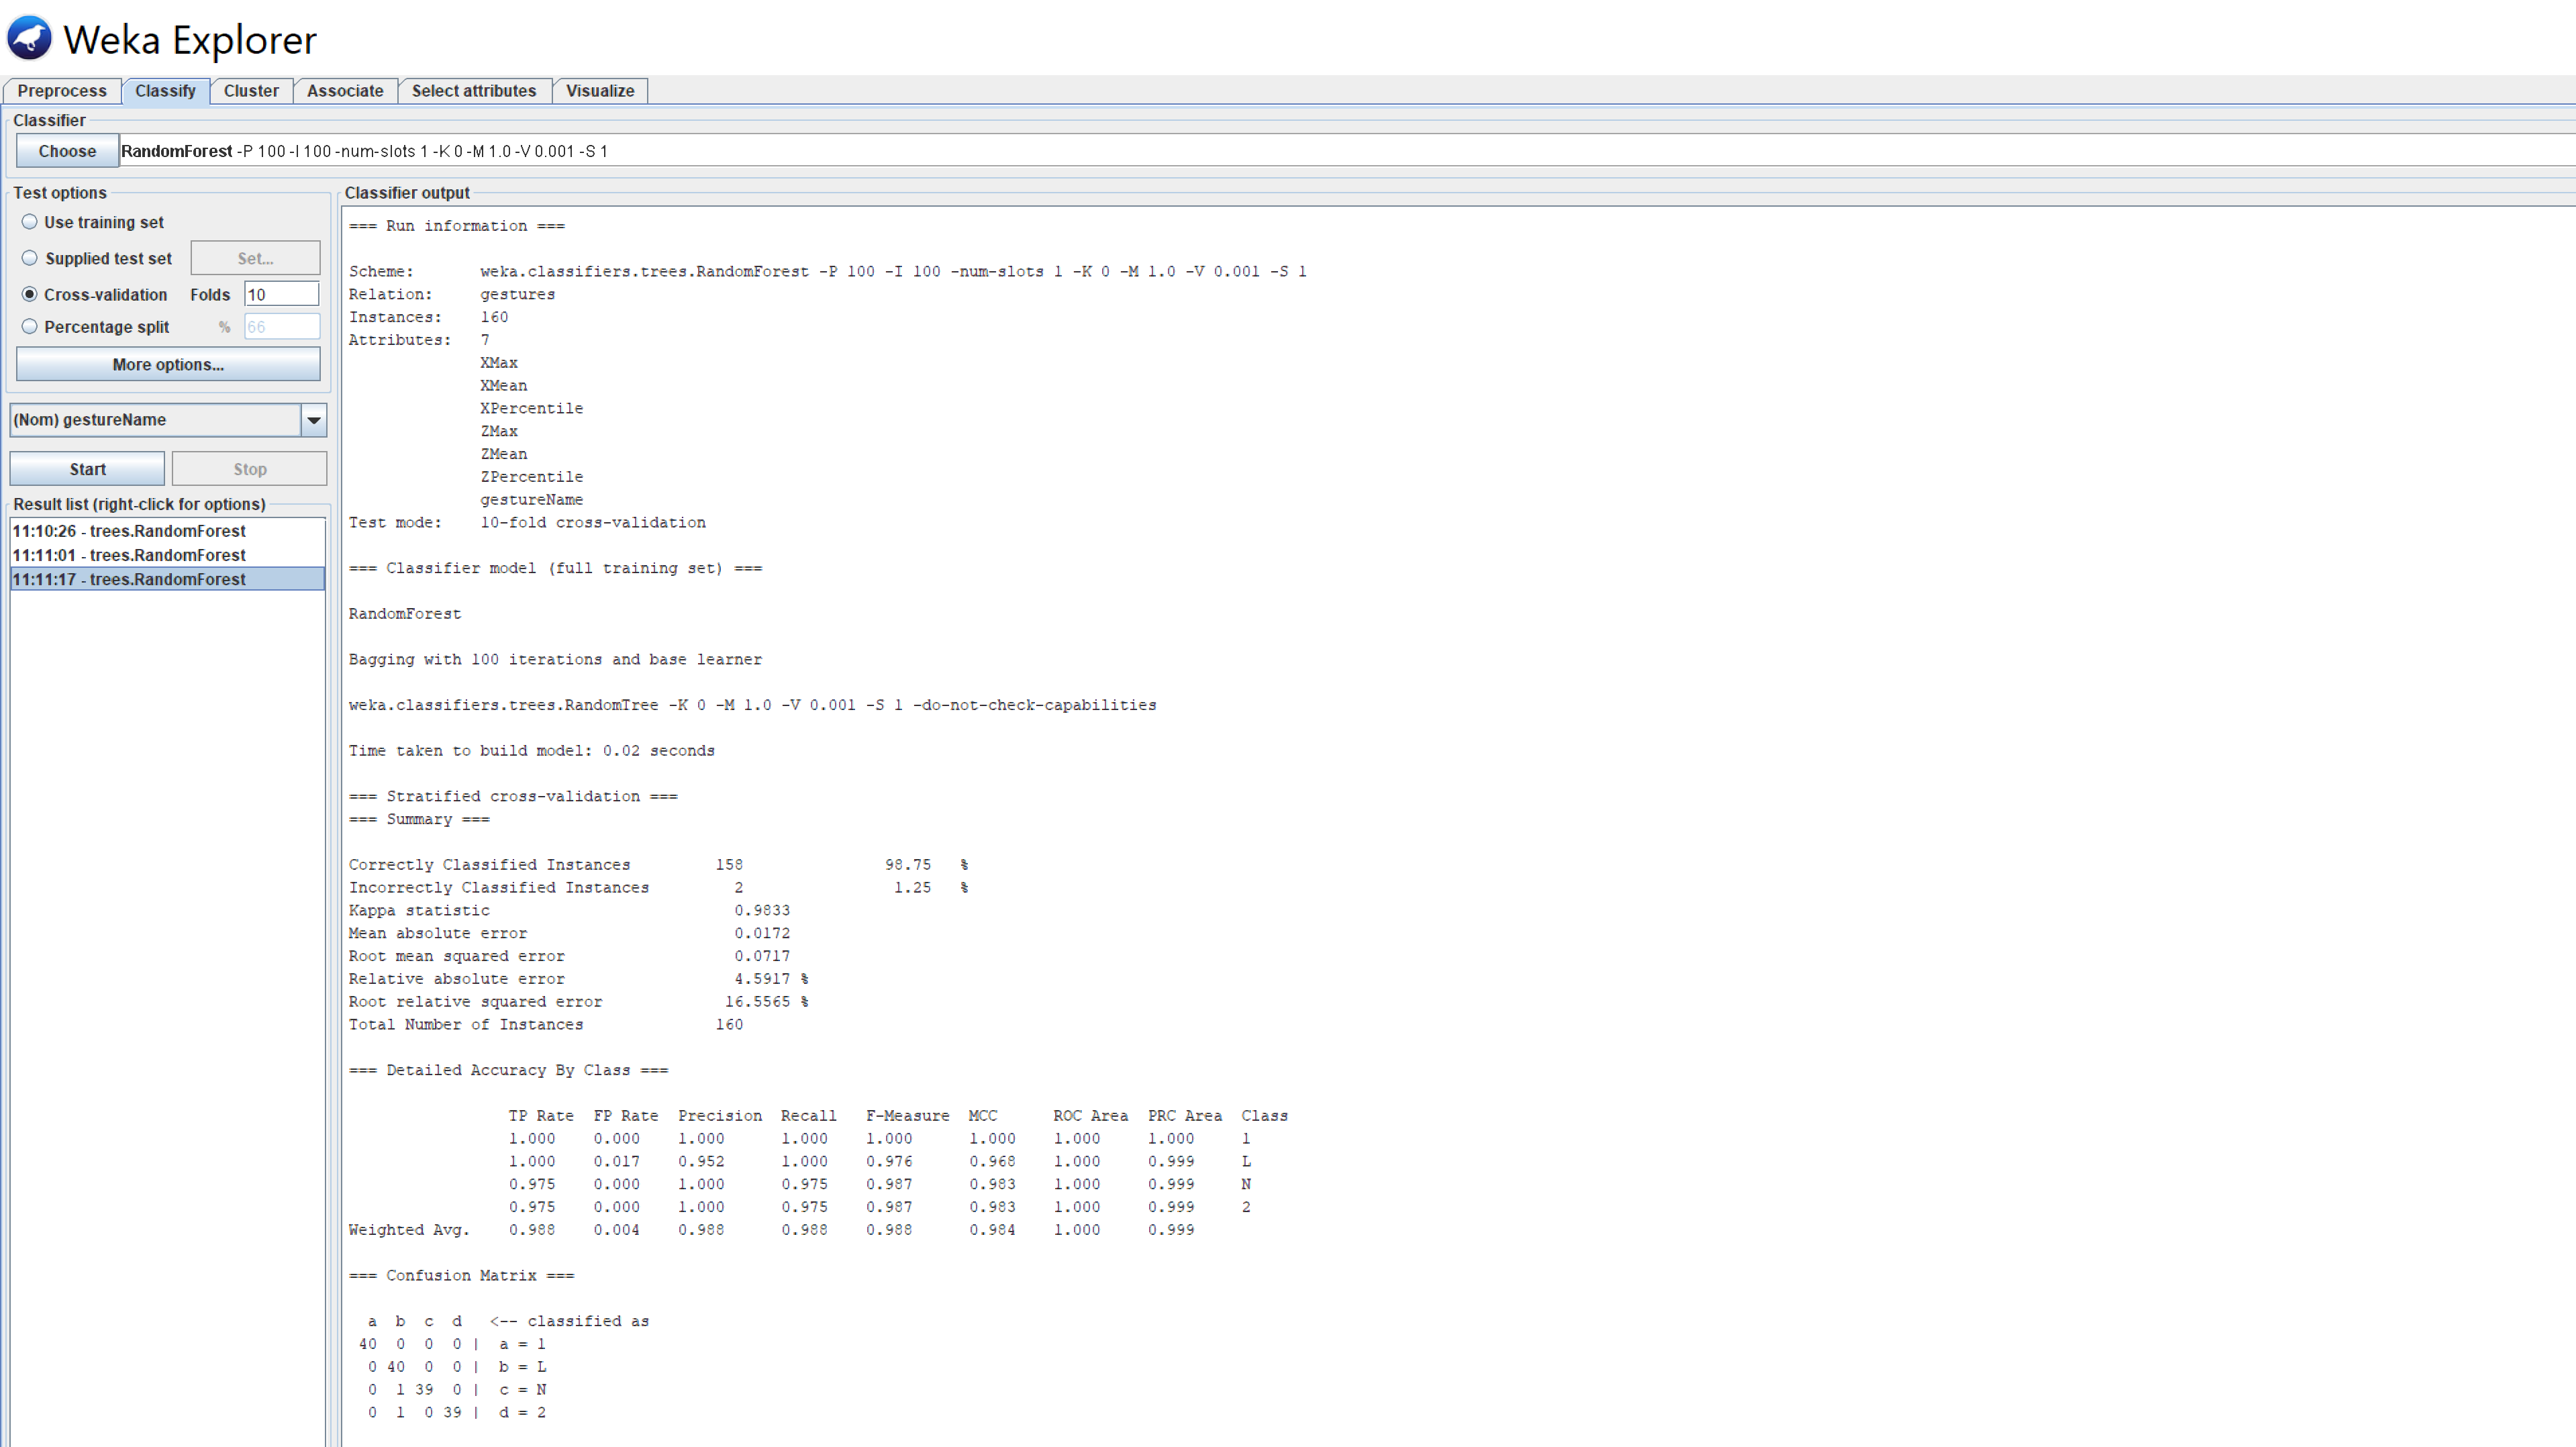 Weka Explorer
Preprocess Classify Cluster Associate Select attributes Visualize
Classifier
Choose RandomForest -P 100 -I 100 -num-slots 1 -K 0 -M 1.0 -V 0.001 -S 1
Test options
Use training set
Supplied test set Set...
Cross-validation Folds 10
Percentage split % 66
More options...
(Nom) gestureName
Start Stop
Result list (right-click for options)
11:10:26 - trees.RandomForest
11:11:01 - trees.RandomForest
11:11:17 - trees.RandomForest
Classifier output
=== Run information ===
Scheme: weka.classifiers.trees.RandomForest -P 100 -I 100 -num-slots 1 -K 0 -M 1.0 -V 0.001 -S 1
Relation: gestures
Instances: 160
Attributes: 7
XMax
XMean
XPercentile
ZMax
ZMean
ZPercentile
gestureName
Test mode: 10-fold cross-validation
=== Classifier model (full training set) ===
RandomForest
Bagging with 100 iterations and base learner
weka.classifiers.trees.RandomTree -K 0 -M 1.0 -V 0.001 -S 1 -do-not-check-capabilities
Time taken to build model: 0.02 seconds
=== Stratified cross-validation ===
=== Summary ===
Correctly Classified Instances 158 98.75 %
Incorrectly Classified Instances 2 1.25 %
Kappa statistic 0.9833
Mean absolute error 0.0172
Root mean squared error 0.0717
Relative absolute error 4.5917 %
Root relative squared error 16.5565 %
Total Number of Instances 160
=== Detailed Accuracy By Class ===
TP Rate FP Rate Precision Recall F-Measure MCC ROC Area PRC Area Class
1.000 0.000 1.000 1.000 1.000 1.000 1.000 1.000 1
1.000 0.017 0.952 1.000 0.976 0.968 1.000 0.999 L
0.975 0.000 1.000 0.975 0.987 0.983 1.000 0.999 N
0.975 0.000 1.000 0.975 0.987 0.983 1.000 0.999 2
Weighted Avg. 0.988 0.004 0.988 0.988 0.988 0.984 1.000 0.999
=== Confusion Matrix ===
a b c d <-- classified as
40 0 0 0 | a = 1
0 40 0 0 | b = L
0 1 39 0 | c = N
0 1 0 39 | d = 2